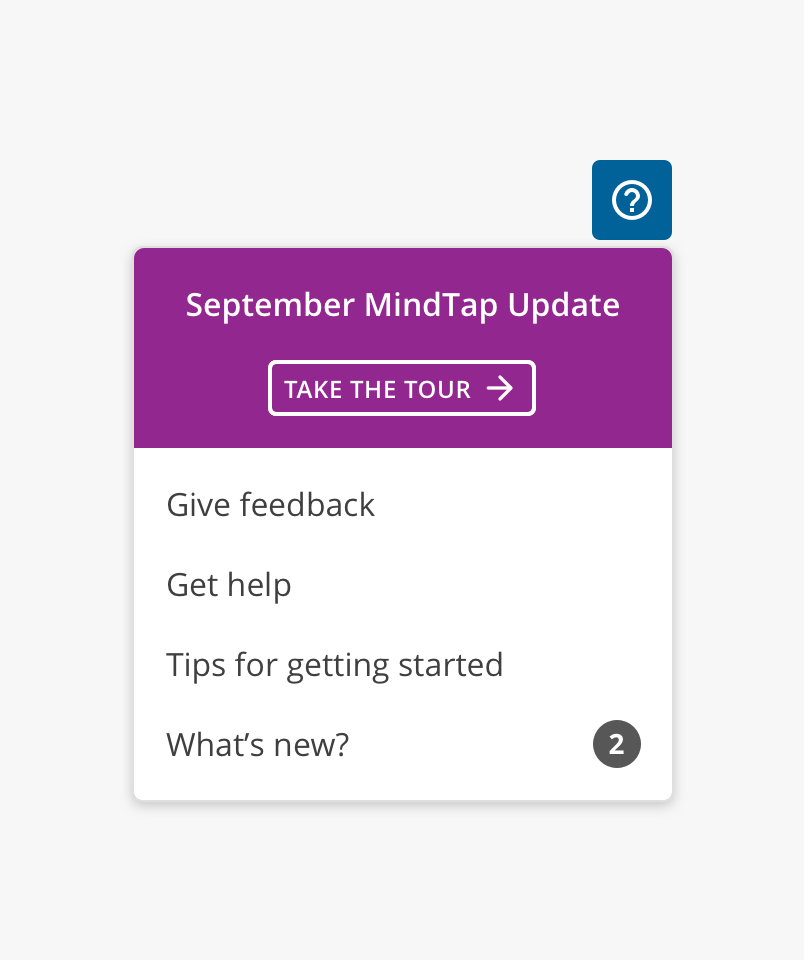 ?
September MindTap Update
TAKE THE TOUR →
Give feedback
Get help
Tips for getting started
What’s new? 2